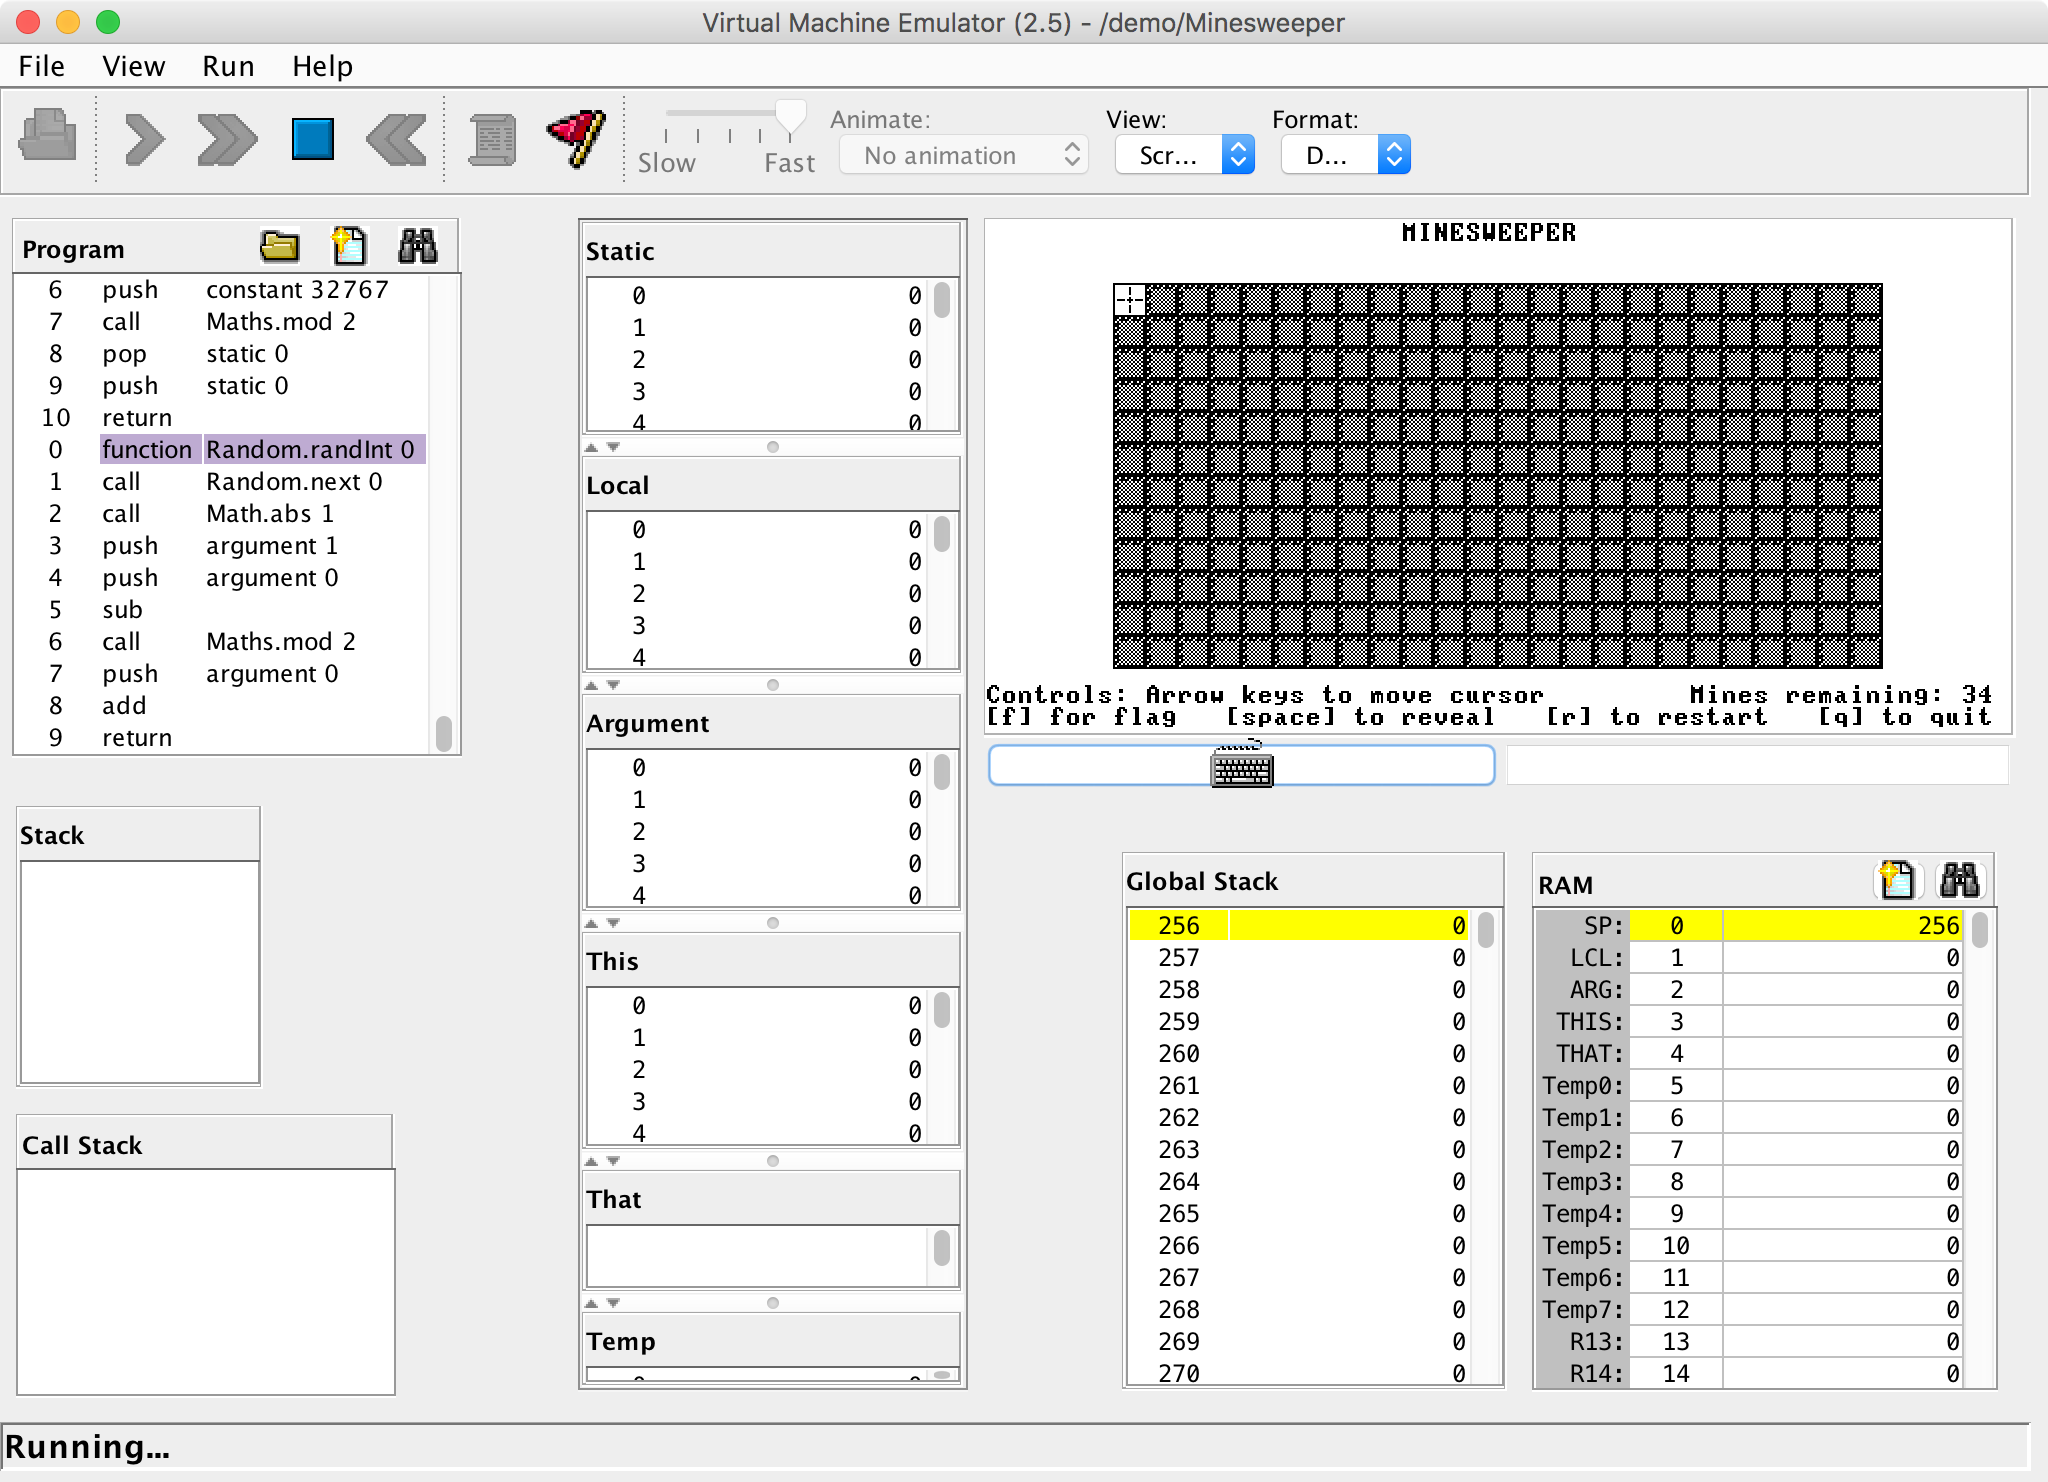 Virtual Machine Emulator (2.5) - /demo/Minesweeper
File View Run Help
Slow Fast
Animate:
No animation
View:
Scr...
Format:
D...
Program
6 push constant 32767
7 call Maths.mod 2
8 pop static 0
9 push static 0
10 return
0 function Random.randInt 0
1 call Random.next 0
2 call Math.abs 1
3 push argument 1
4 push argument 0
5 sub
6 call Maths.mod 2
7 push argument 0
8 add
9 return
Stack
Call Stack
Static
0 0
1 0
2 0
3 0
4 0
Local
0 0
1 0
2 0
3 0
4 0
Argument
0 0
1 0
2 0
3 0
4 0
This
0 0
1 0
2 0
3 0
4 0
That
Temp
0 0
MINESWEEPER
Controls: Arrow keys to move cursor Mines remaining: 34
[f] for flag [space] to reveal [r] to restart [q] to quit
Global Stack
256 0
257 0
258 0
259 0
260 0
261 0
262 0
263 0
264 0
265 0
266 0
267 0
268 0
269 0
270 0
RAM
SP: 0 256
LCL: 1 0
ARG: 2 0
THIS: 3 0
THAT: 4 0
Temp0: 5 0
Temp1: 6 0
Temp2: 7 0
Temp3: 8 0
Temp4: 9 0
Temp5: 10 0
Temp6: 11 0
Temp7: 12 0
R13: 13 0
R14: 14 0
Running...